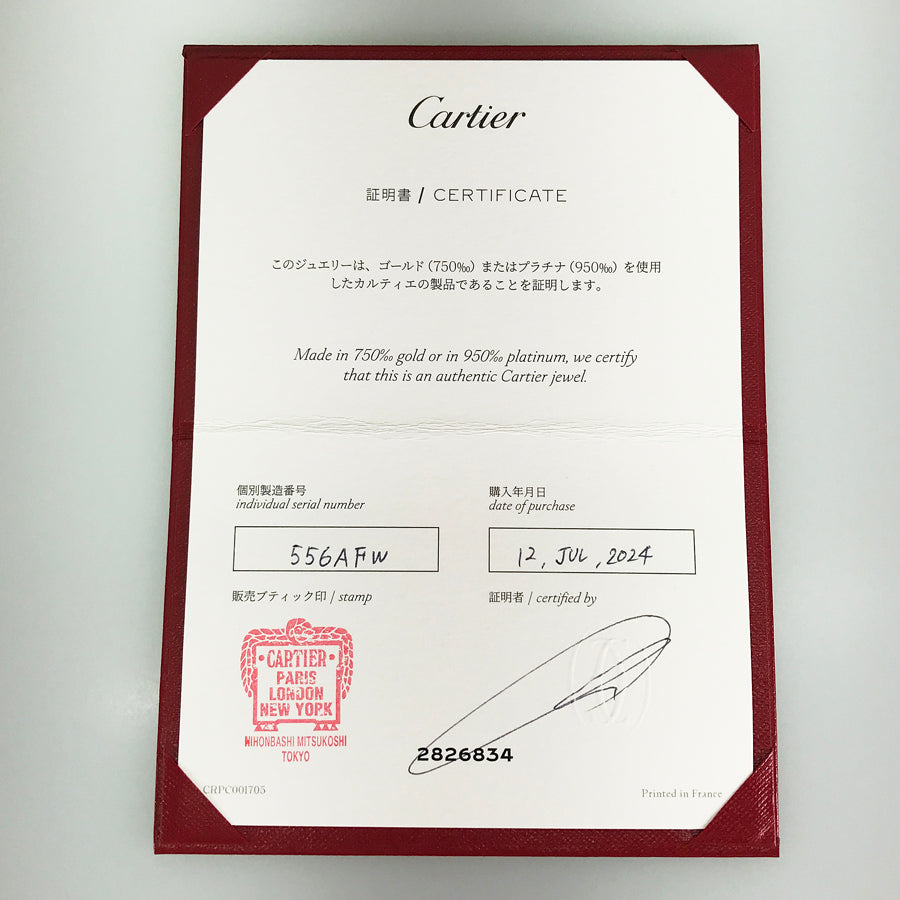 Cartier
証明書 / CERTIFICATE
このジュエリーは、ゴールド（750‰）またはプラチナ（950‰）を使用
したカルティエの製品であることを証明します。
Made in 750‰ gold or in 950‰ platinum, we certify
that this is an authentic Cartier jewel.
個別製造番号
individual serial number
556AFW
購入年月日
date of purchase
12, JUL, 2024
販売ブティック印 / stamp
CARTIER
PARIS
LONDON
NEW YORK
NIHONBASHI MITSUKOSHI
TOKYO
証明者 / certified by
2826834
CRPC001705
Printed in France